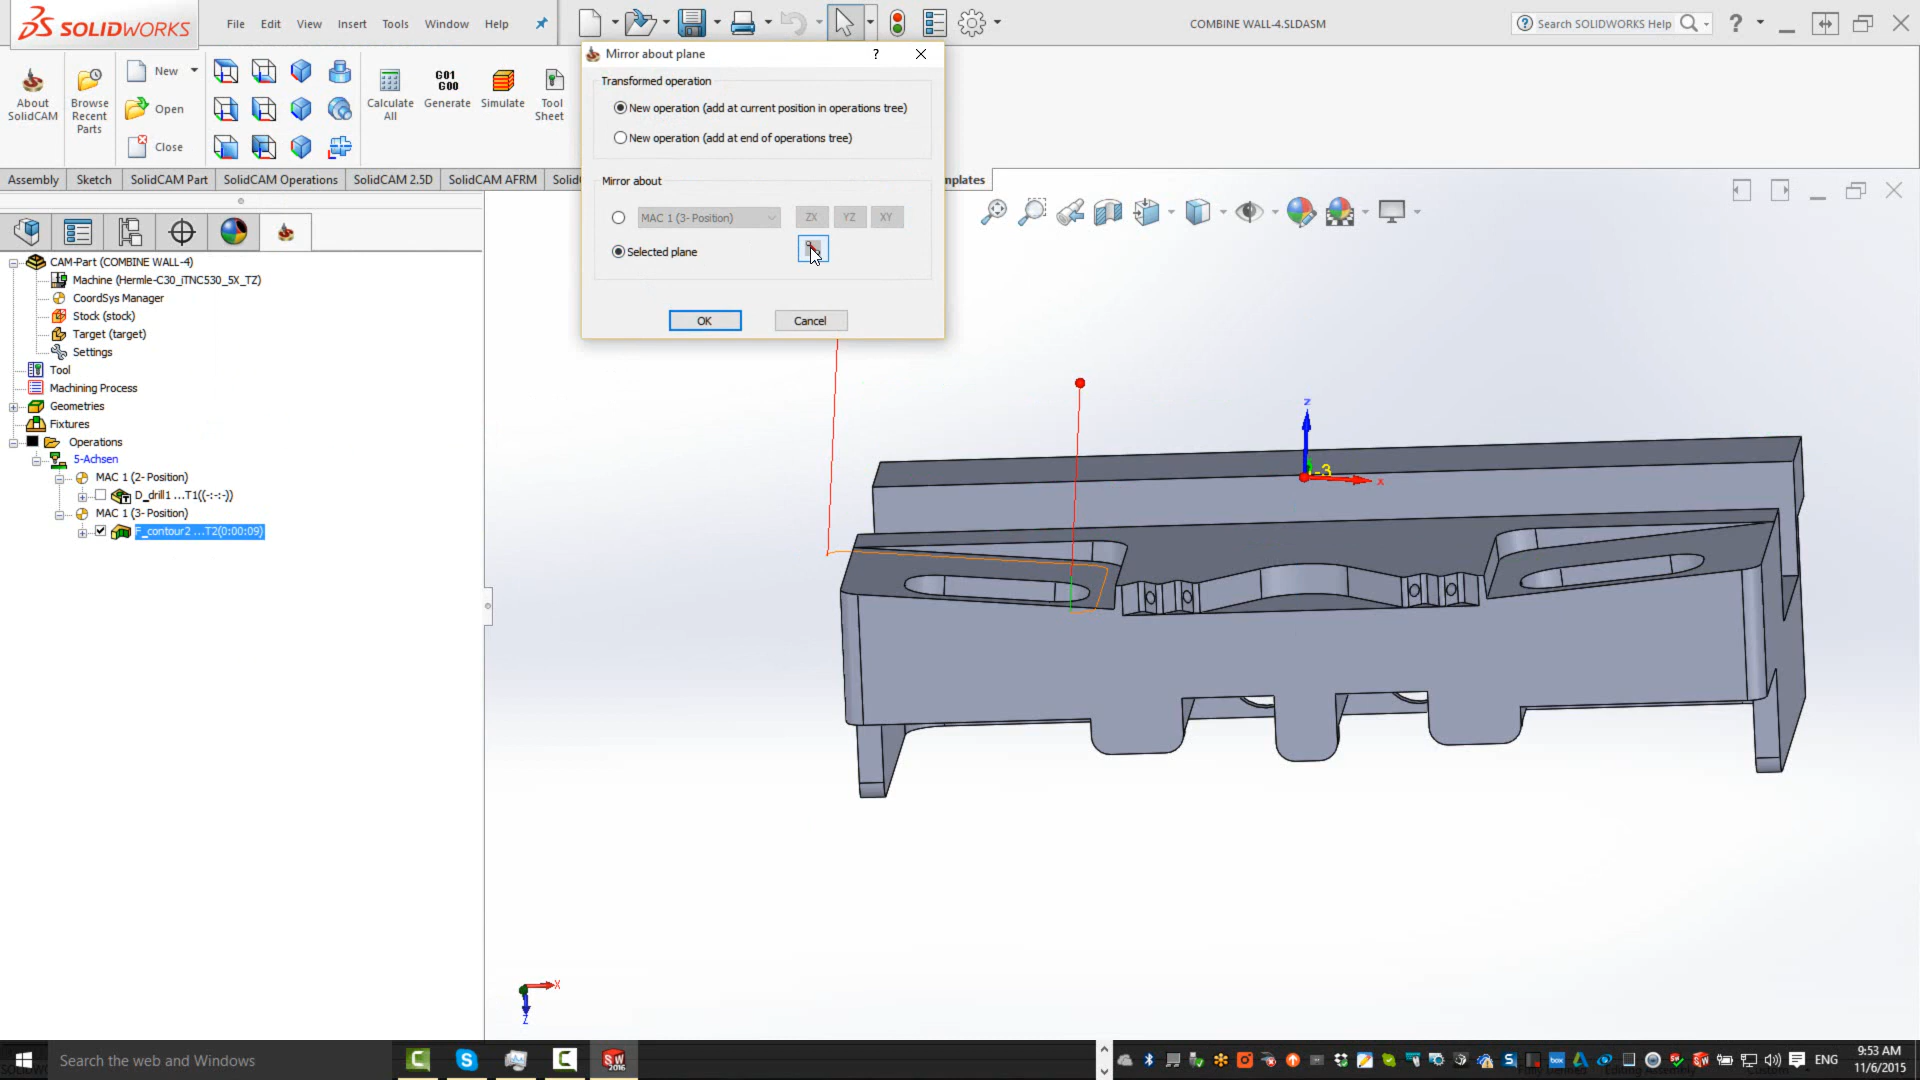 SOLIDWORKS
File Edit View Insert Tools Window Help
COMBINE WALL-4.SLDASM
Search SOLIDWORKS Help
?
About SolidCAM
Browse Recent Parts
New
Open
Close
Calculate All
G01 G00
Generate
Simulate
Tool Sheet
Assembly Sketch SolidCAM Part SolidCAM Operations SolidCAM 2.5D SolidCAM AFRM
Mirror about plane
?
Transformed operation
New operation (add at current position in operations tree)
New operation (add at end of operations tree)
Mirror about
MAC 1 (3- Position)
ZX YZ XY
Selected plane
OK Cancel
CAM-Part (COMBINE WALL-4)
Machine (Hermle-C30_iTNC530_5X_TZ)
CoordSys Manager
Stock (stock)
Target (target)
Settings
Tool
Machining Process
Geometries
Fixtures
Operations
5-Achsen
MAC 1 (2- Position)
D_drill1 ...T1((-:-:-))
MAC 1 (3- Position)
F_contour2 ...T2(0:00:09)
z
-3
x
X
Z
Search the web and Windows
SW
2016
ENG
9:53 AM
11/6/2015